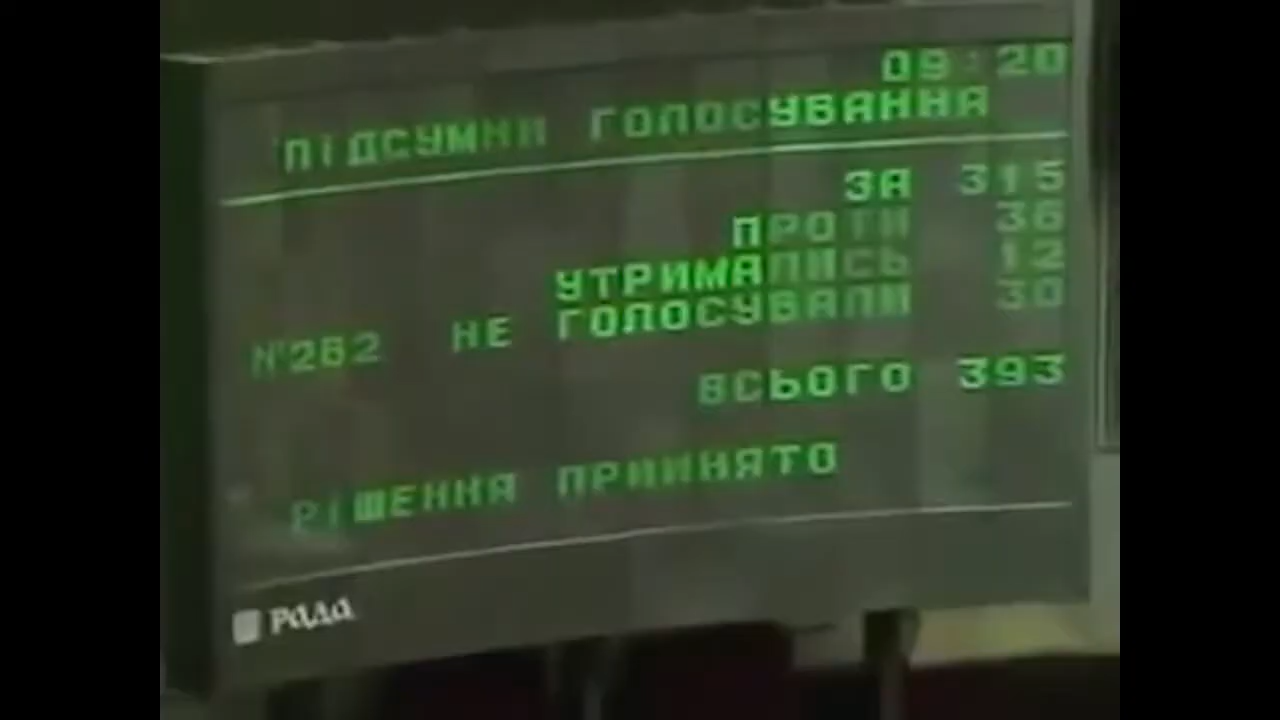 09:20
ПІДСУМКИ ГОЛОСУВАННЯ
ЗА 315
ПРОТИ 36
УТРИМАЛИСЬ 12
№262 НЕ ГОЛОСУВАЛИ 30
ВСЬОГО 393
РІШЕННЯ ПРИЙНЯТО
Рада